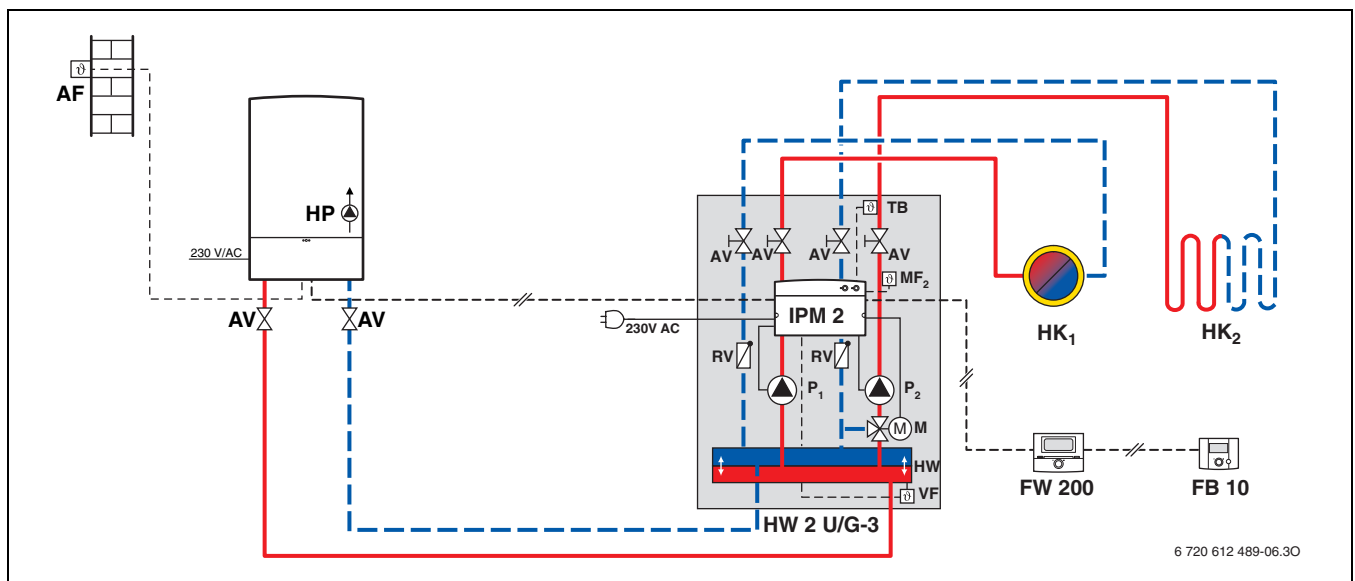 ϑ
AF
HP
230 V/AC
AV
AV
ϑ TB
AV
AV
AV
AV
ϑ MF2
IPM 2
230V AC
RV
RV
P1
P2
M M
HW
ϑ VF
HW 2 U/G-3
HK1
HK2
FW 200
FB 10
6 720 612 489-06.3O